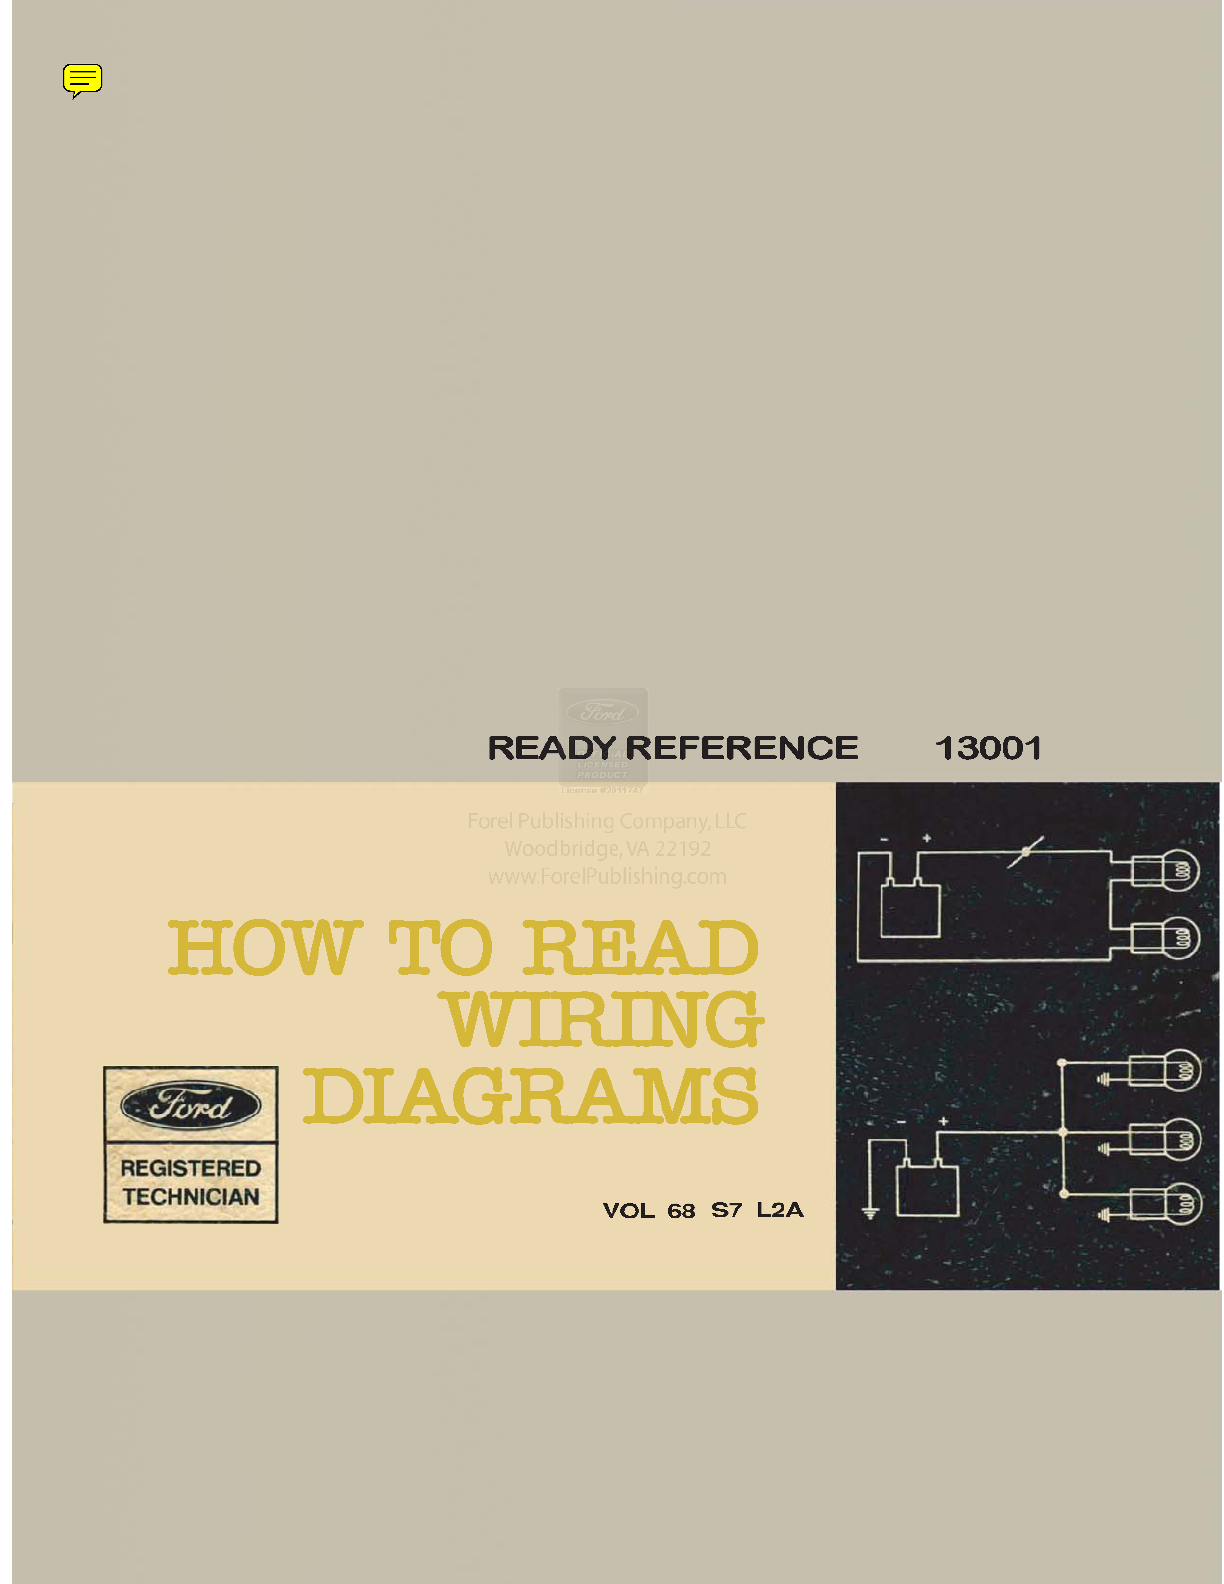 Ford
READY REFERENCE 13001
LICENSED
PRODUCT
License #2011747
Forel Publishing Company, LLC
Woodbridge, VA 22192
www.ForelPublishing.com
- +
HOW TO READ
WIRING
DIAGRAMS
Ford
REGISTERED
TECHNICIAN
- +
VOL 68 S7 L2A